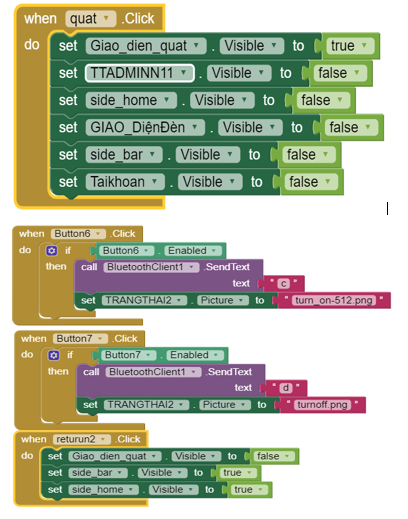 when quat .Click
do set Giao_dien_quat . Visible to true
set TTADMINN11 . Visible to false
set side_home . Visible to false
set GIAO_DiệnĐèn . Visible to false
set side_bar . Visible to false
set Taikhoan . Visible to false
when Button6 .Click
do if Button6 . Enabled
then call BluetoothClient1 .SendText
text " c "
set TRANGTHAI2 . Picture to " turn_on-512.png "
when Button7 .Click
do if Button7 . Enabled
then call BluetoothClient1 .SendText
text " d "
set TRANGTHAI2 . Picture to " turnoff.png "
when returun2 .Click
do set Giao_dien_quat . Visible to false
set side_bar . Visible to true
set side_home . Visible to true